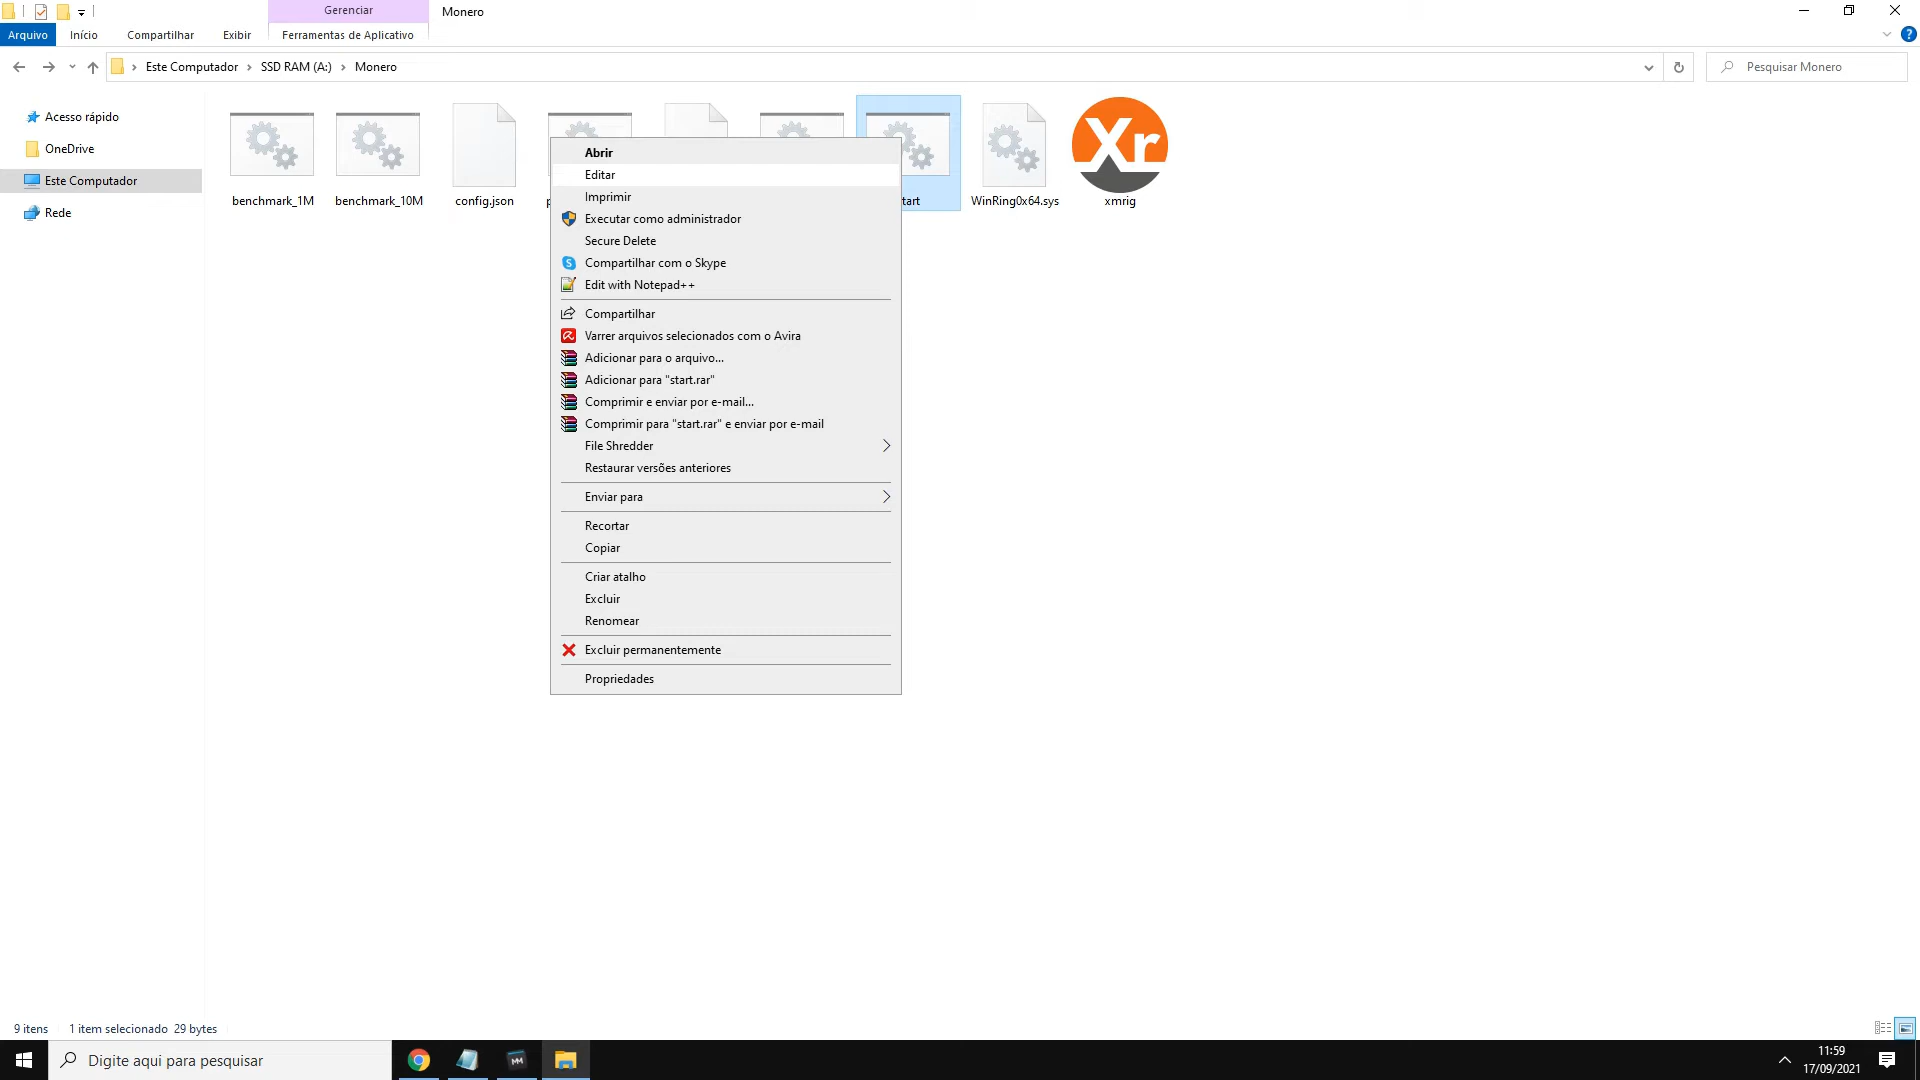 Gerenciar
Monero
Arquivo
Início
Compartilhar
Exibir
Ferramentas de Aplicativo
Este Computador
SSD RAM (A:)
Monero
Pesquisar Monero
Acesso rápido
OneDrive
Este Computador
Rede
benchmark_1M
benchmark_10M
config.json
tart
WinRing0x64.sys
Xr
xmrig
Abrir
Editar
Imprimir
Executar como administrador
Secure Delete
Compartilhar com o Skype
Edit with Notepad++
Compartilhar
Varrer arquivos selecionados com o Avira
Adicionar para o arquivo...
Adicionar para "start.rar"
Comprimir e enviar por e-mail...
Comprimir para "start.rar" e enviar por e-mail
File Shredder
Restaurar versões anteriores
Enviar para
Recortar
Copiar
Criar atalho
Excluir
Renomear
Excluir permanentemente
Propriedades
9 itens 1 item selecionado 29 bytes
Digite aqui para pesquisar
11:59
17/09/2021